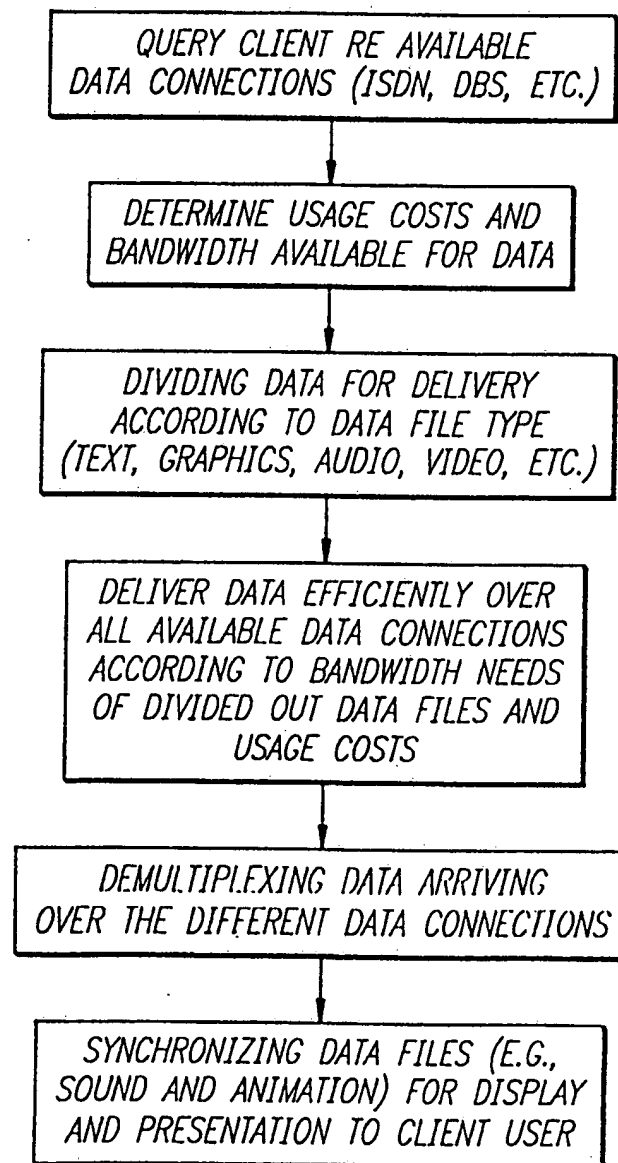 QUERY CLIENT RE AVAILABLE
DATA CONNECTIONS (ISDN, DBS, ETC.)
DETERMINE USAGE COSTS AND
BANDWIDTH AVAILABLE FOR DATA
DIVIDING DATA FOR DELIVERY
ACCORDING TO DATA FILE TYPE
(TEXT, GRAPHICS, AUDIO, VIDEO, ETC.)
DELIVER DATA EFFICIENTLY OVER
ALL AVAILABLE DATA CONNECTIONS
ACCORDING TO BANDWIDTH NEEDS
OF DIVIDED OUT DATA FILES AND
USAGE COSTS
DEMULTIPLEXING DATA ARRIVING
OVER THE DIFFERENT DATA CONNECTIONS
SYNCHRONIZING DATA FILES (E.G.,
SOUND AND ANIMATION) FOR DISPLAY
AND PRESENTATION TO CLIENT USER